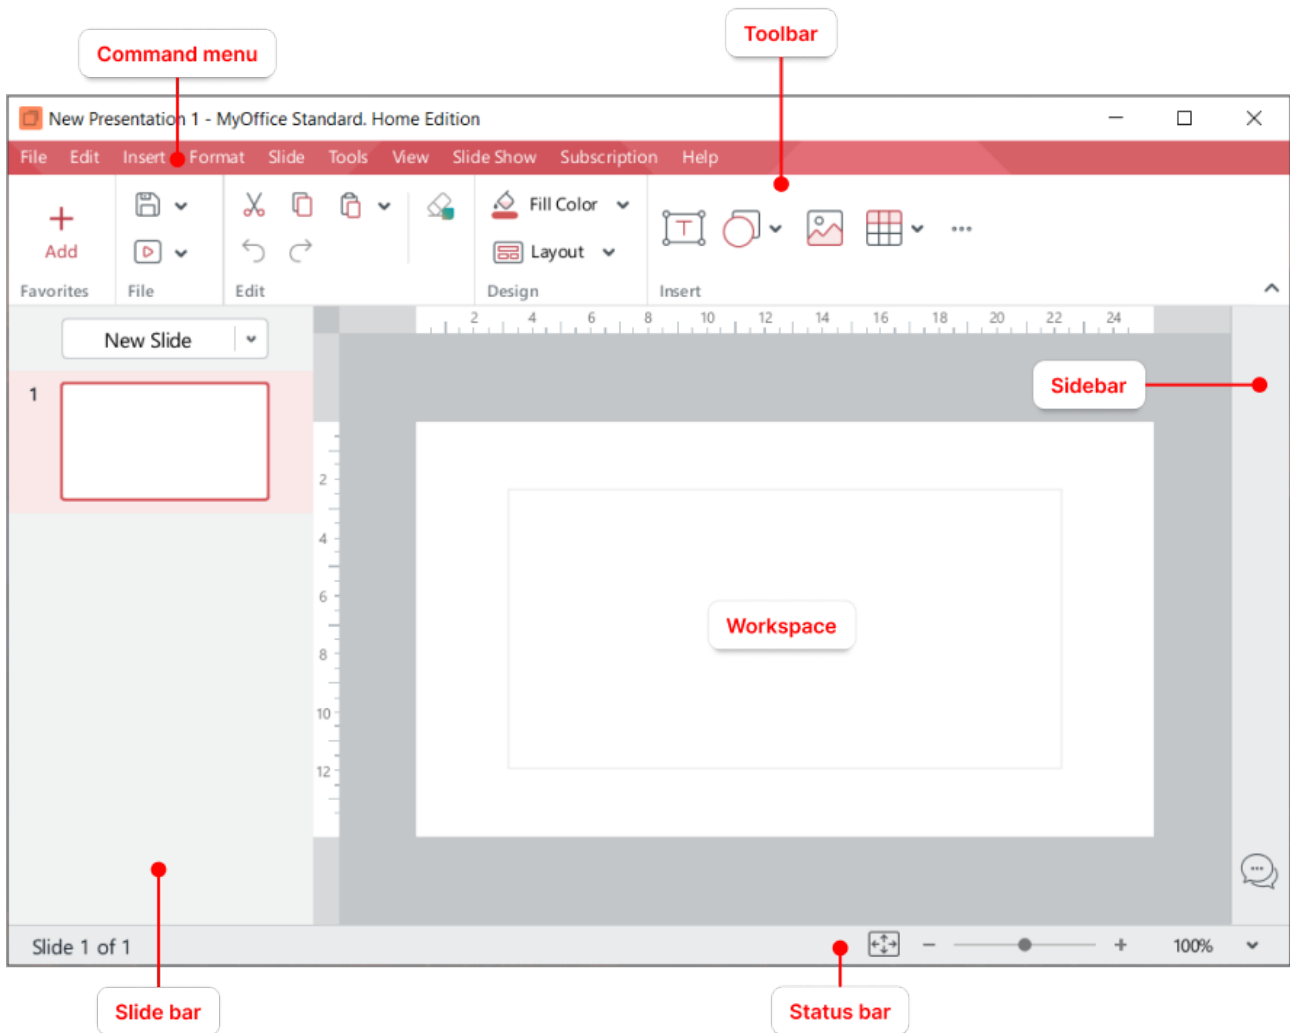 Toolbar
Command menu
New Presentation 1 - MyOffice Standard. Home Edition
File Edit Insert Format Slide Tools View Slide Show Subscription Help
Fill Color
T
Add
Layout
Favorites File Edit Design Insert
2 4 6 8 10 12 14 16 18 20 22 24
New Slide
Sidebar
1
2
4
6
Workspace
8
10
12
Slide 1 of 1 100%
Slide bar
Status bar